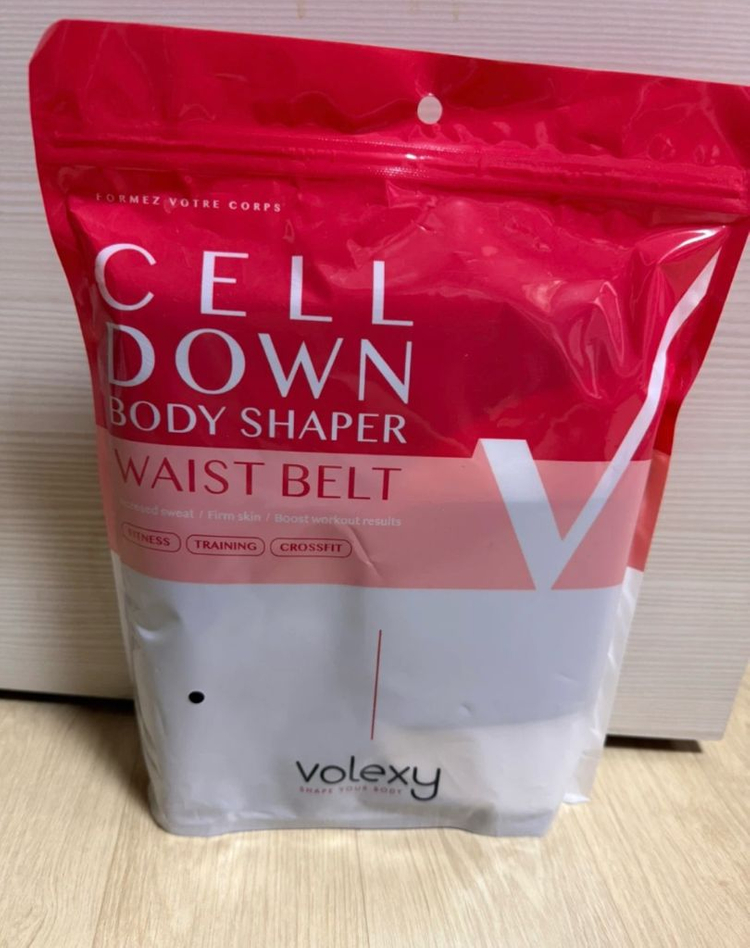 FORMEZ VOTRE CORPS
CELL
DOWN
BODY SHAPER
WAIST BELT
sweat / Firm skin / Boost workout results
FITNESS TRAINING CROSSFIT
volexy
SHAPE YOUR BODY